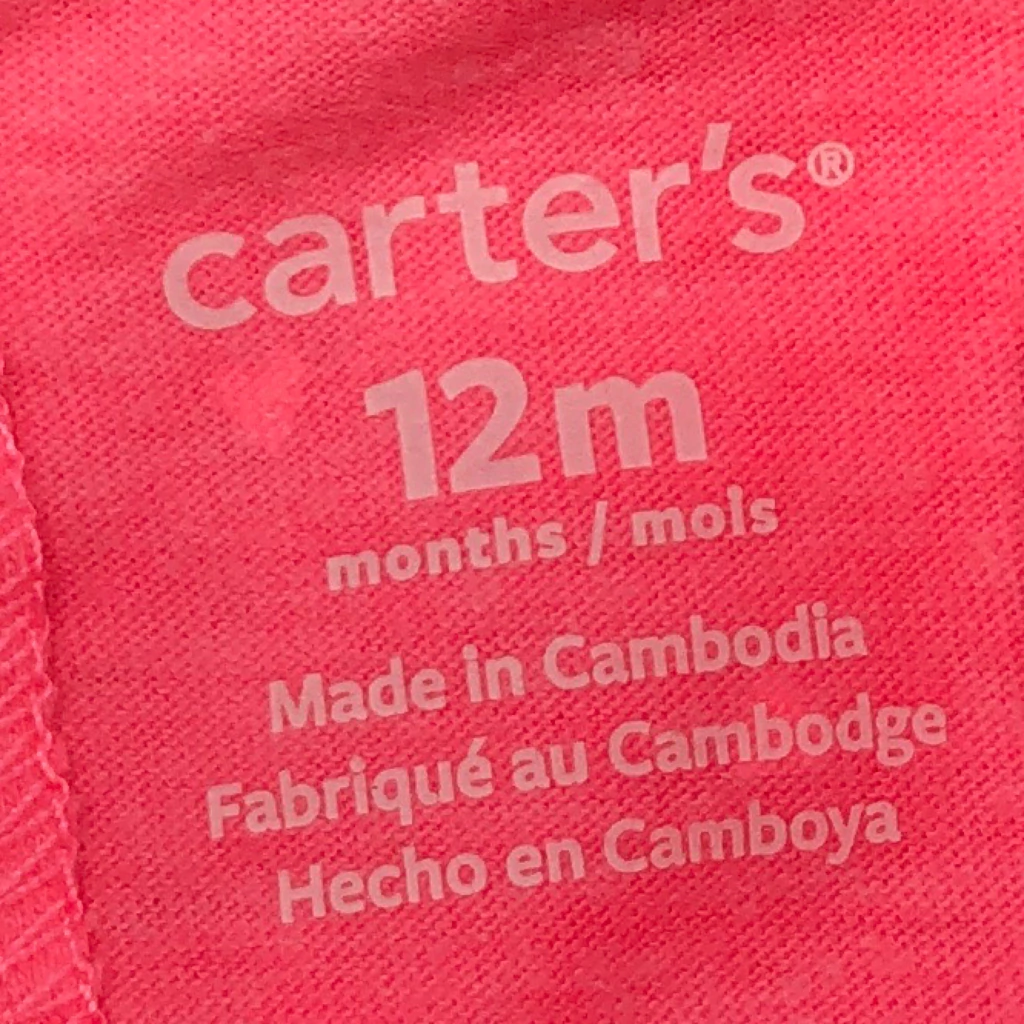 carter's®
12m
months / mois
Made in Cambodia
Fabriqué au Cambodge
Hecho en Camboya